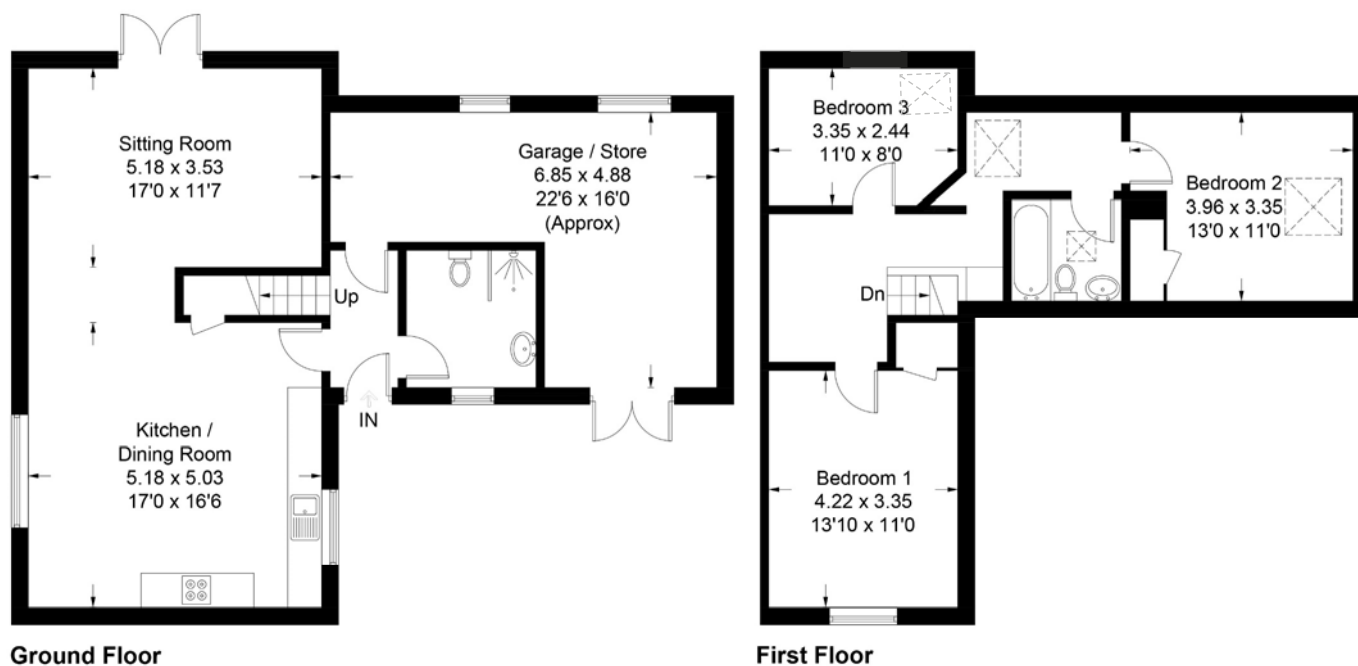 Sitting Room
5.18 x 3.53
17'0 x 11'7
Garage / Store
6.85 x 4.88
22'6 x 16'0
(Approx)
Up
IN
Kitchen /
Dining Room
5.18 x 5.03
17'0 x 16'6
Ground Floor
Bedroom 3
3.35 x 2.44
11'0 x 8'0
Bedroom 2
3.96 x 3.35
13'0 x 11'0
Dn
Bedroom 1
4.22 x 3.35
13'10 x 11'0
First Floor